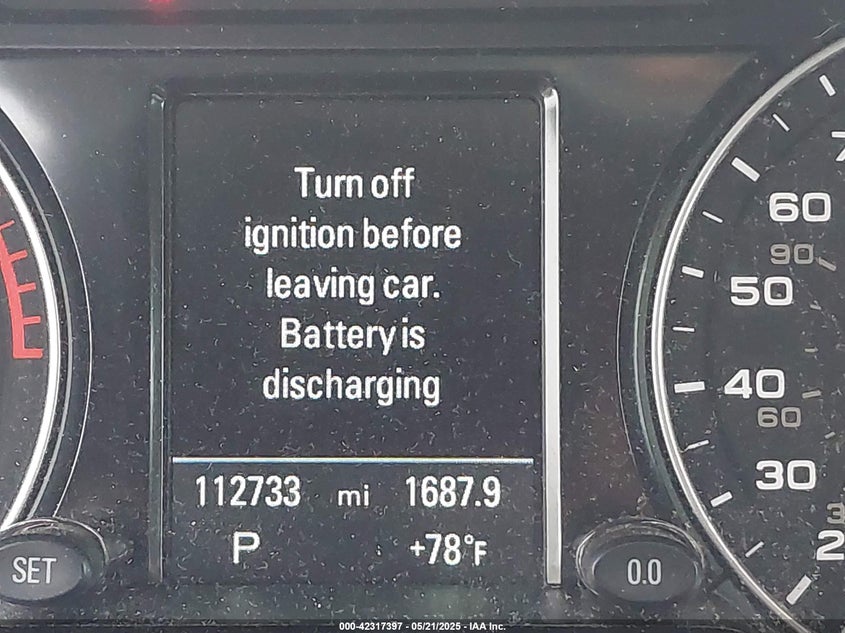 Turn off
ignition before
leaving car.
Battery is
discharging
112733 mi 1687.9
P +78°F
SET
0.0
60
90
50
40
60
30
000-42317397 - 05/21/2025 - IAA Inc.